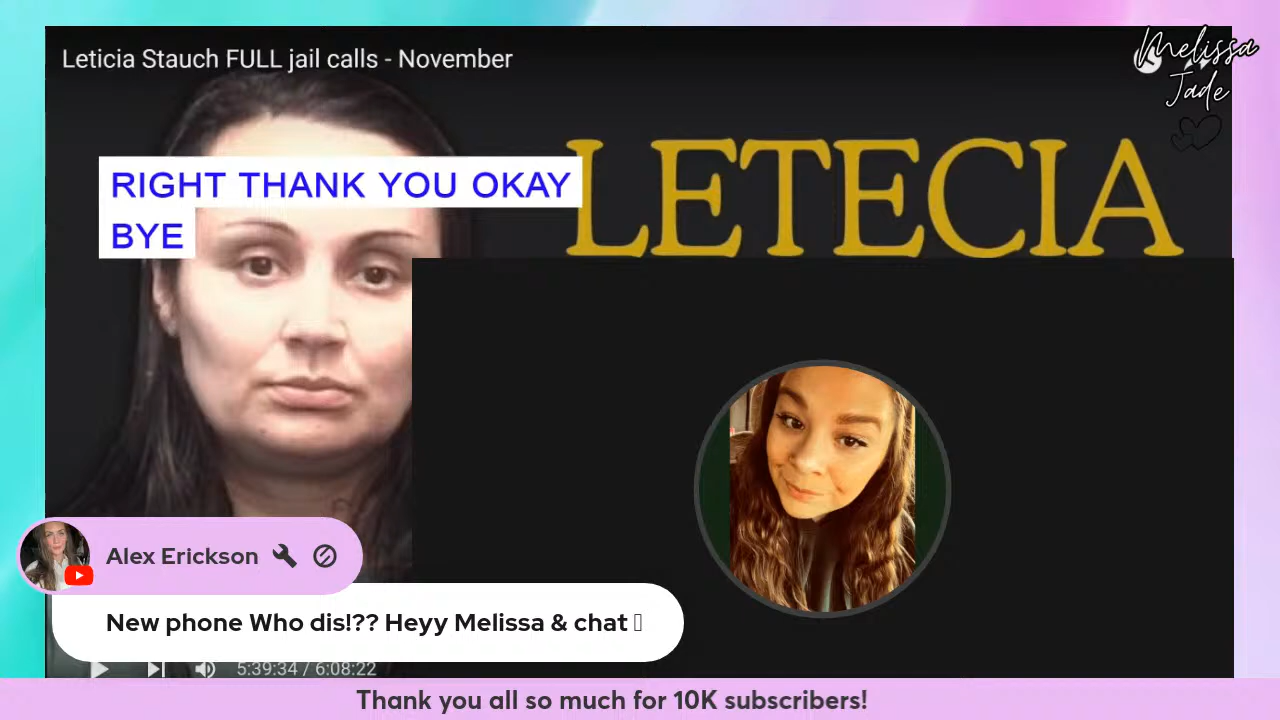 Leticia Stauch FULL jail calls - November
Melissa
Jade
LETECIA
RIGHT THANK YOU OKAY
BYE
Alex Erickson
New phone Who dis!?? Heyy Melissa & chat
5:39:34 / 6:08:22
Thank you all so much for 10K subscribers!